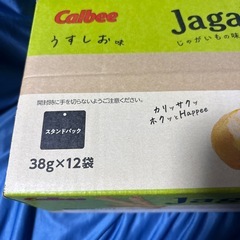 Calbee
Jaga
うすしお味
じゃがいもの味
開封時に手を切らないようご注意ください。
スタンドパック
カリッサクッ
ホクッとHappee
38g×12袋
Jag